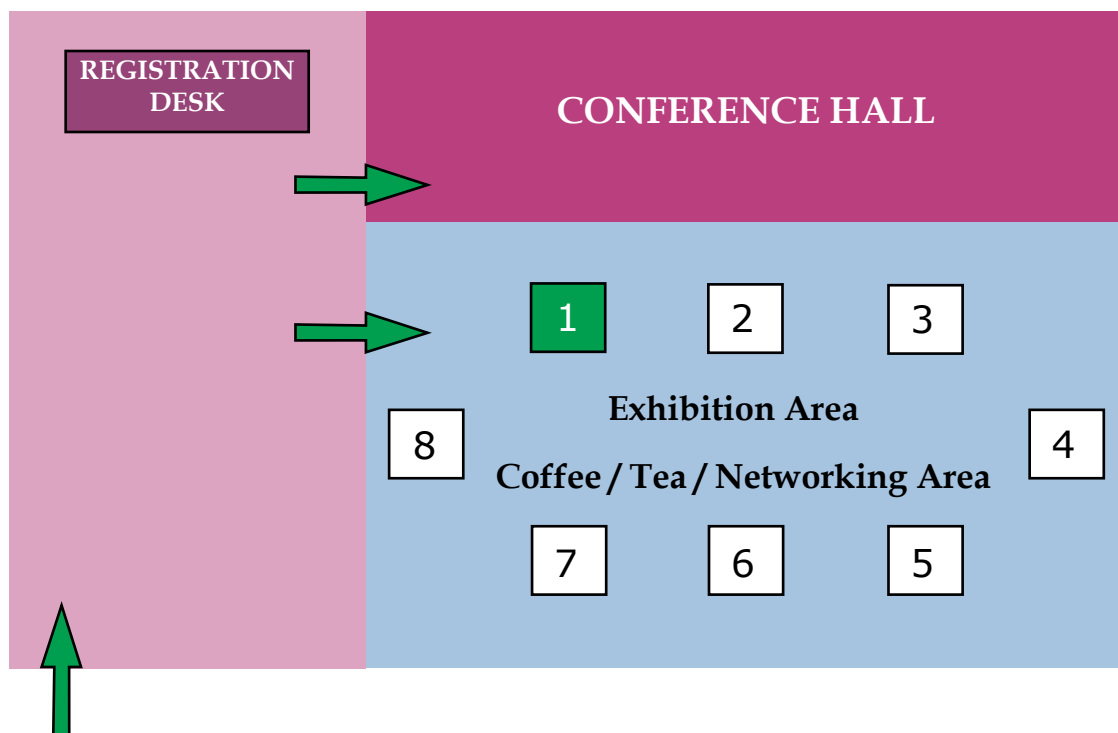 REGISTRATION
DESK
CONFERENCE HALL
1
2
3
Exhibition Area
8
4
Coffee / Tea / Networking Area
7
6
5